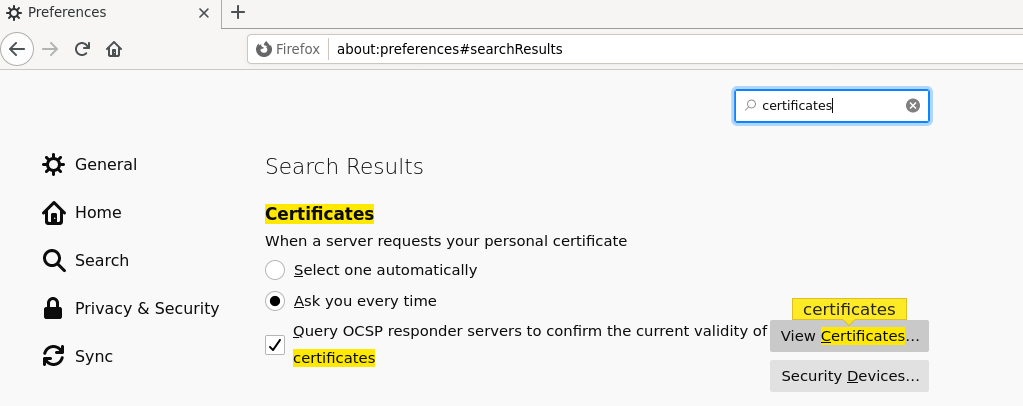 Preferences
Firefox about:preferences#searchResults
certificates
General
Home
Search
Privacy & Security
Sync
Search Results
Certificates
When a server requests your personal certificate
Select one automatically
Ask you every time
Query OCSP responder servers to confirm the current validity of
certificates
certificates
View Certificates...
Security Devices...